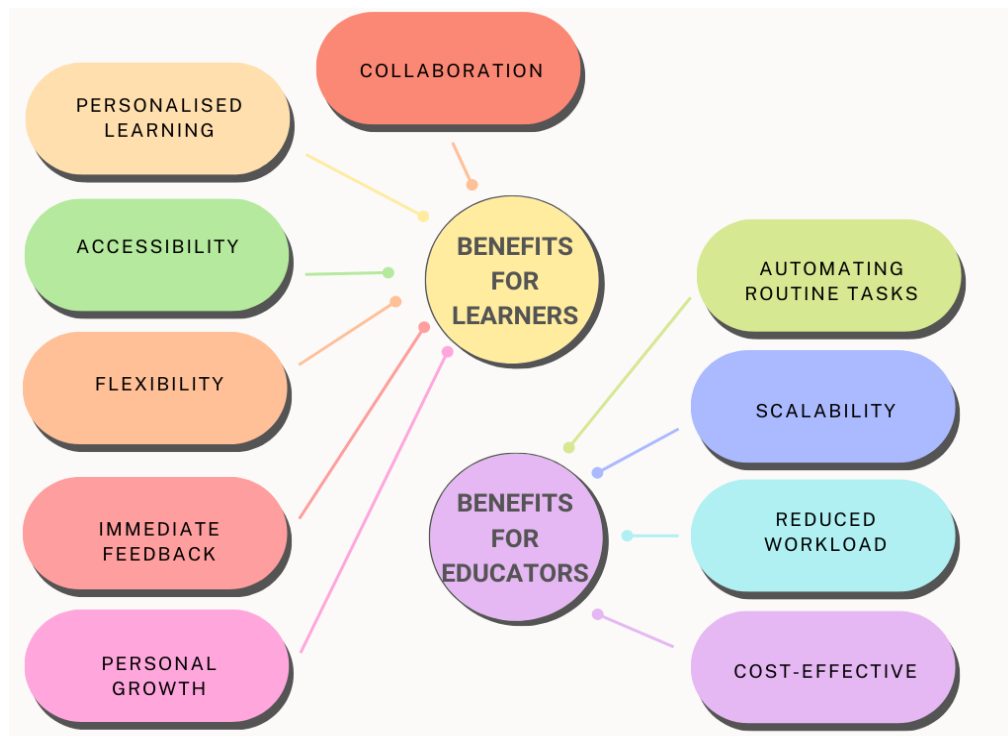 COLLABORATION
PERSONALISED
LEARNING
ACCESSIBILITY
FLEXIBILITY
IMMEDIATE
FEEDBACK
PERSONAL
GROWTH
BENEFITS
FOR
LEARNERS
AUTOMATING
ROUTINE TASKS
SCALABILITY
REDUCED
WORKLOAD
COST-EFFECTIVE
BENEFITS
FOR
EDUCATORS